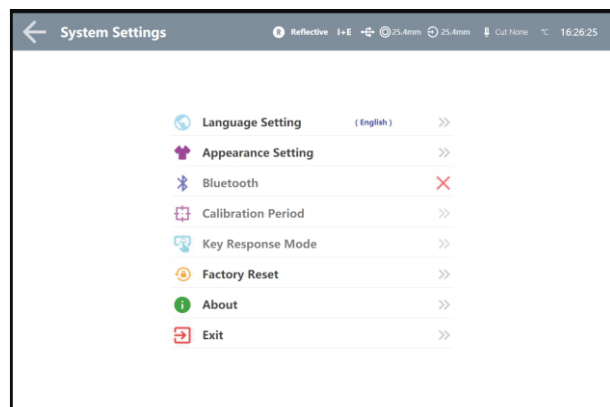 System Settings
R Reflective I+E 25.4mm 25.4mm Cut None ℃ 16:26:25
Language Setting (English)
Appearance Setting
Bluetooth
Calibration Period
Key Response Mode
Factory Reset
About
Exit